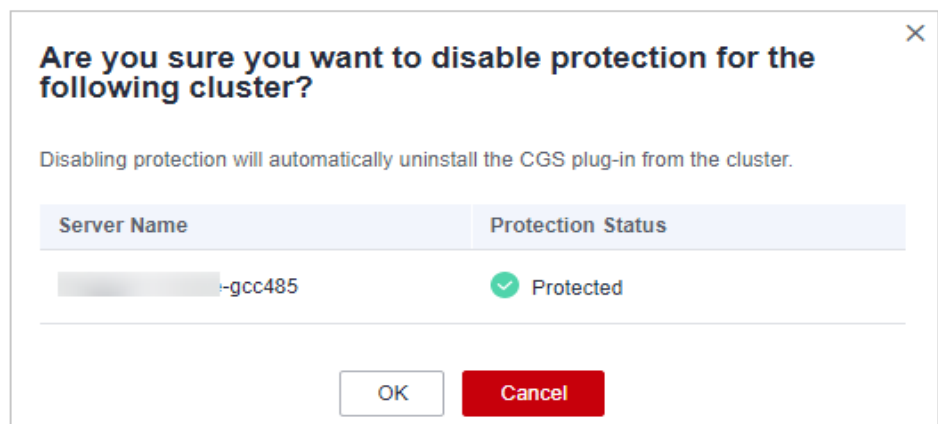 Are you sure you want to disable protection for the
following cluster?
Disabling protection will automatically uninstall the CGS plug-in from the cluster.
Server Name Protection Status
-gcc485 Protected
OK Cancel